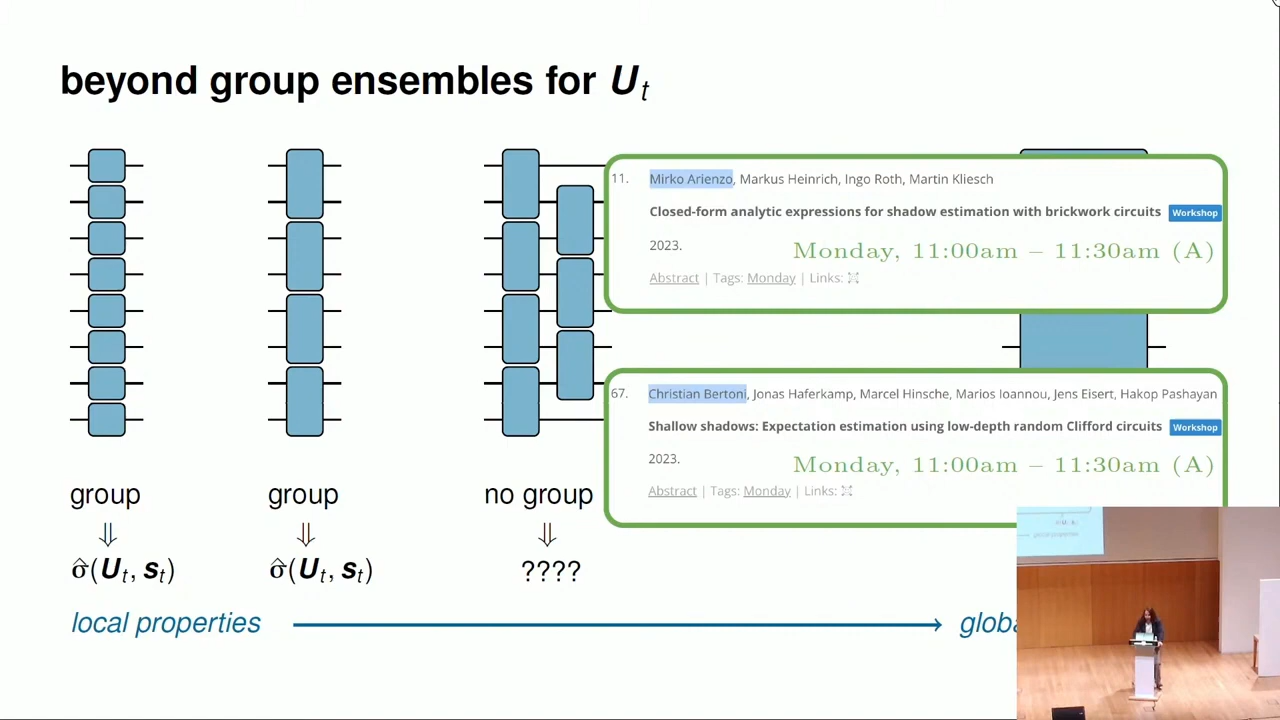 beyond group ensembles for U_t
11. Mirko Arienzo, Markus Heinrich, Ingo Roth, Martin Kliesch
Closed-form analytic expressions for shadow estimation with brickwork circuits Workshop
2023. Monday, 11:00am – 11:30am (A)
Abstract | Tags: Monday | Links:
67. Christian Bertoni, Jonas Haferkamp, Marcel Hinsche, Marios Ioannou, Jens Eisert, Hakop Pashayan
Shallow shadows: Expectation estimation using low-depth random Clifford circuits Workshop
2023. Monday, 11:00am – 11:30am (A)
Abstract | Tags: Monday | Links:
group group no group
⇓ ⇓ ⇓
σ̂(U_t, s_t) σ̂(U_t, s_t) ????
local properties globa